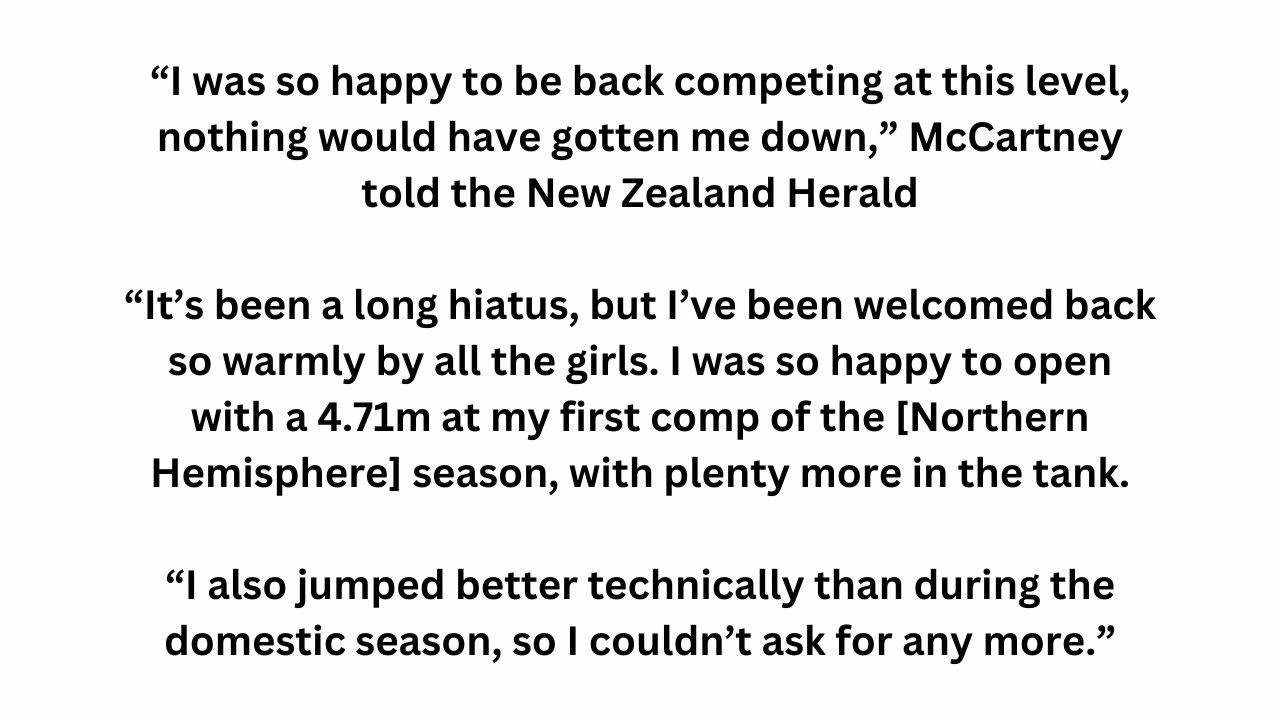 “I was so happy to be back competing at this level,
nothing would have gotten me down,” McCartney
told the New Zealand Herald
“It’s been a long hiatus, but I’ve been welcomed back
so warmly by all the girls. I was so happy to open
with a 4.71m at my first comp of the [Northern
Hemisphere] season, with plenty more in the tank.
“I also jumped better technically than during the
domestic season, so I couldn’t ask for any more.”